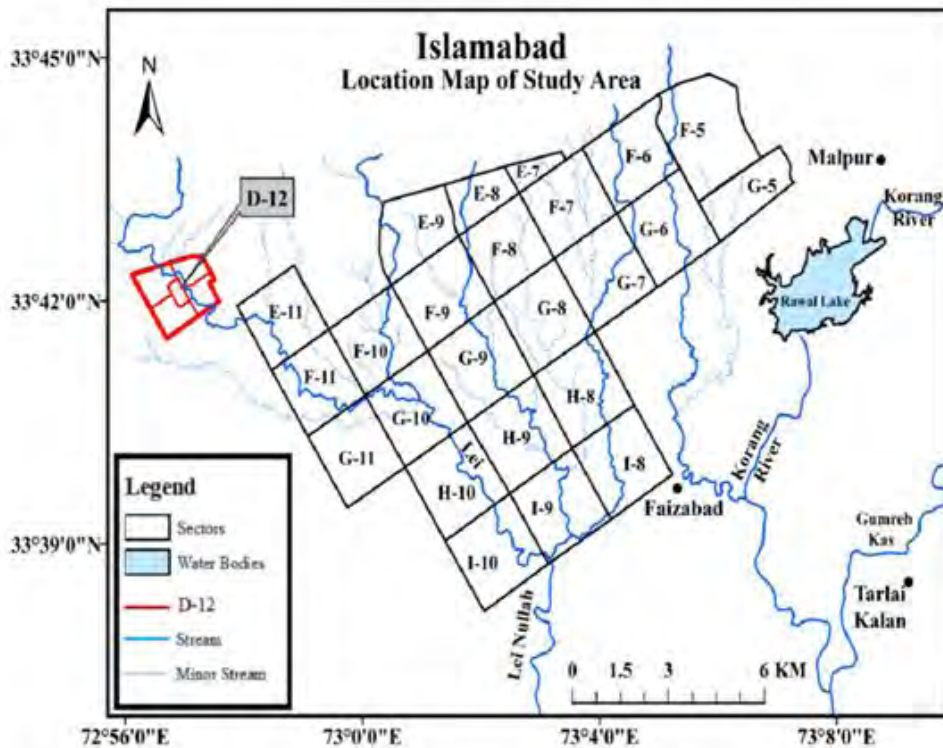 Islamabad
Location Map of Study Area
33°45'0"N
33°42'0"N
33°39'0"N
N
D-12
E-7
E-8
E-9
F-5
F-6
F-7
F-8
G-5
G-6
G-7
G-8
F-9
G-9
E-11
F-10
F-11
G-10
G-11
H-8
H-9
H-10
I-8
I-9
I-10
Malpur
Korang
River
Rawal Lake
Korang
River
Lei
Faizabad
Gumreh
Kas
Tarlai
Kalan
Lei Nullah
Legend
Sectors
Water Bodies
D-12
Stream
Minor Stream
0 1.5 3 6 KM
72°56'0"E
73°0'0"E
73°4'0"E
73°8'0"E